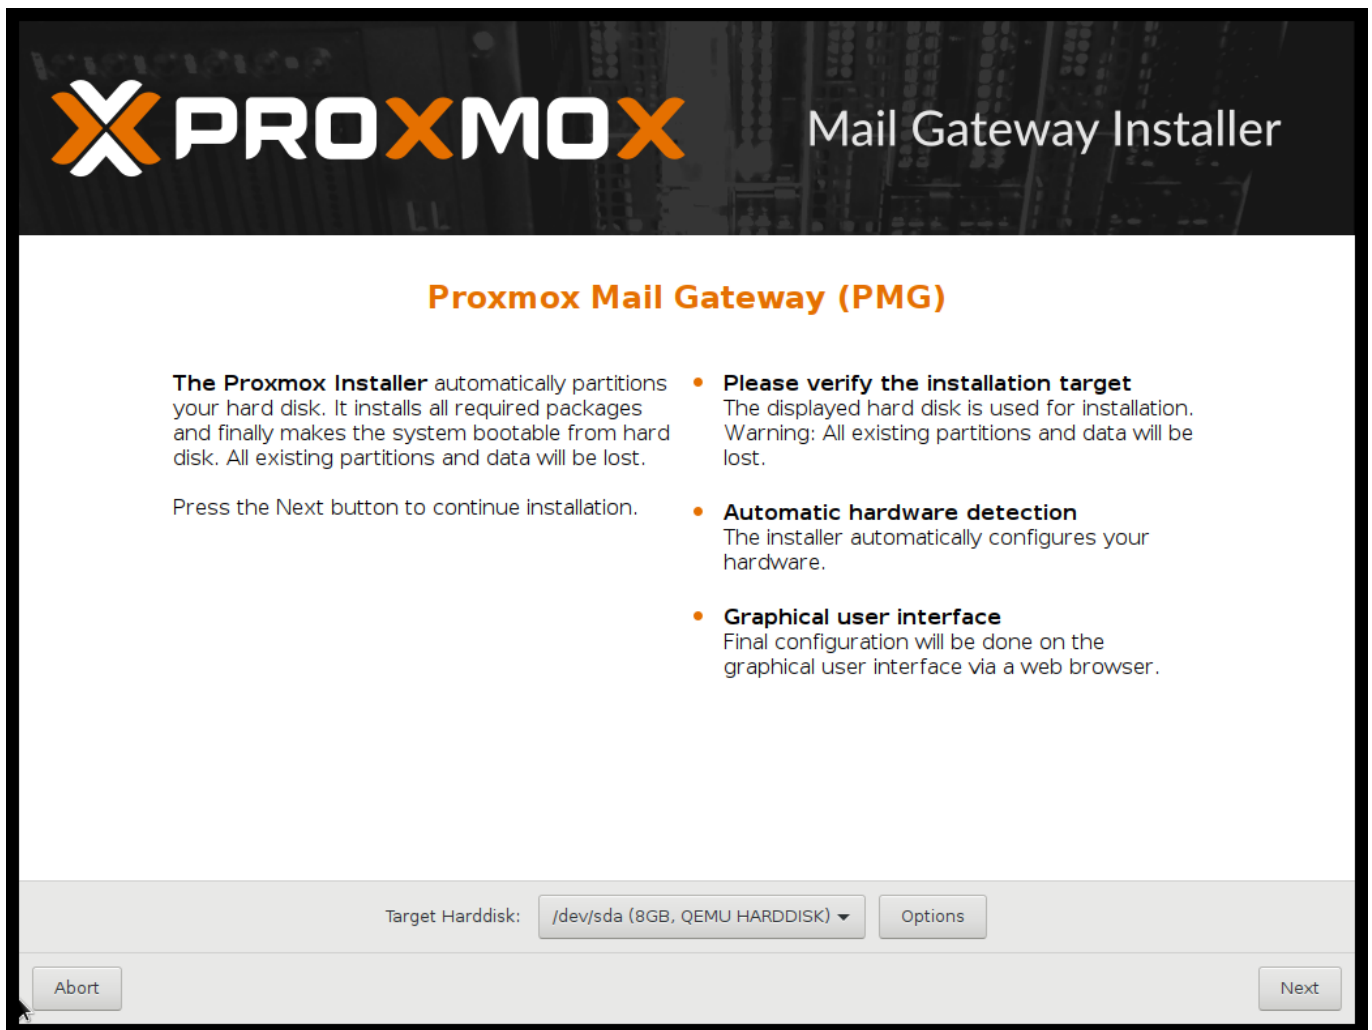 PROXMOX
Mail Gateway Installer
Proxmox Mail Gateway (PMG)
The Proxmox Installer automatically partitions
your hard disk. It installs all required packages
and finally makes the system bootable from hard
disk. All existing partitions and data will be lost.
Press the Next button to continue installation.
Please verify the installation target
The displayed hard disk is used for installation.
Warning: All existing partitions and data will be
lost.
Automatic hardware detection
The installer automatically configures your
hardware.
Graphical user interface
Final configuration will be done on the
graphical user interface via a web browser.
Target Harddisk: /dev/sda (8GB, QEMU HARDDISK) Options
Abort Next